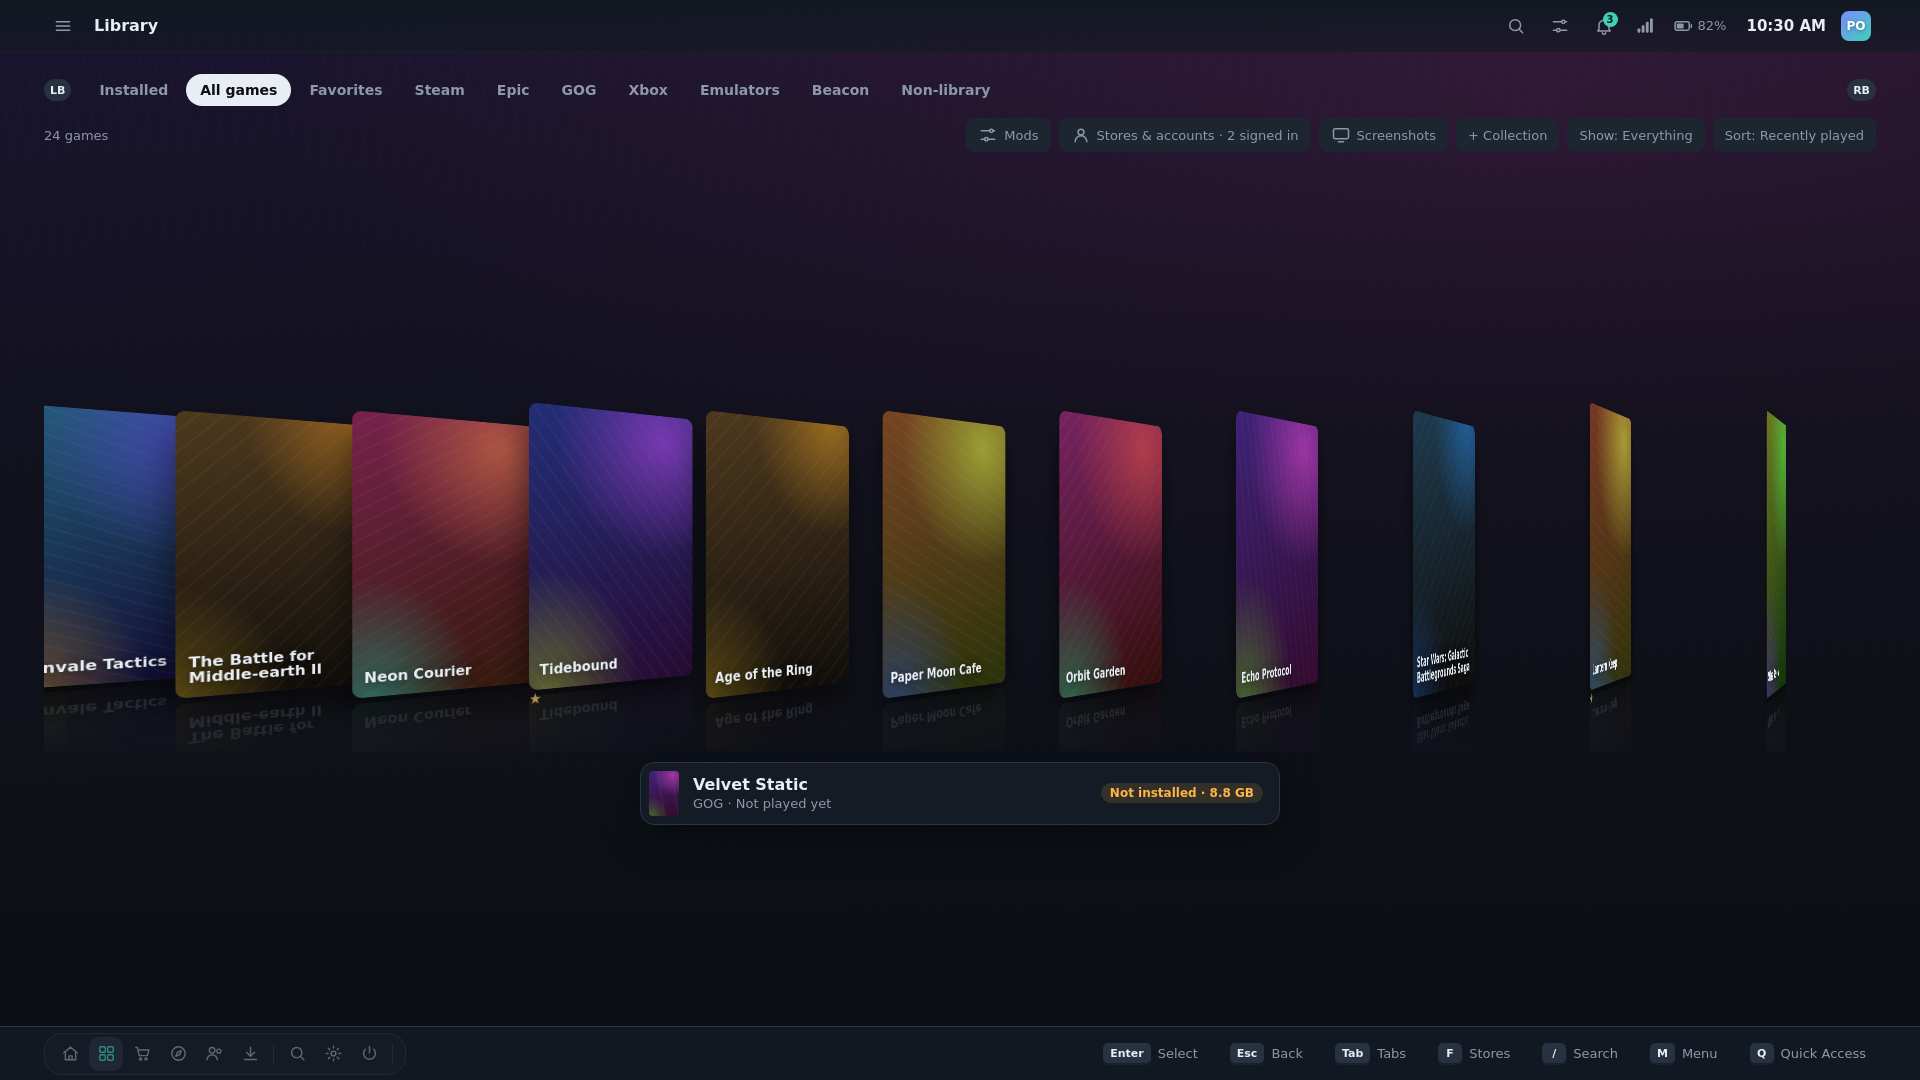 Library
3
82%
10:30 AM
PO
LB
Installed
All games
Favorites
Steam
Epic
GOG
Xbox
Emulators
Beacon
Non-library
RB
24 games
Mods
Stores & accounts · 2 signed in
Screenshots
+ Collection
Show: Everything
Sort: Recently played
nvale Tactics
The Battle for
Middle-earth II
Neon Courier
Tidebound
Age of the Ring
Paper Moon Cafe
Orbit Garden
Echo Protocol
Star Wars: Galactic
Battlegrounds Saga
Velvet Static
GOG · Not played yet
Not installed · 8.8 GB
Enter Select
Esc Back
Tab Tabs
F Stores
/ Search
M Menu
Q Quick Access